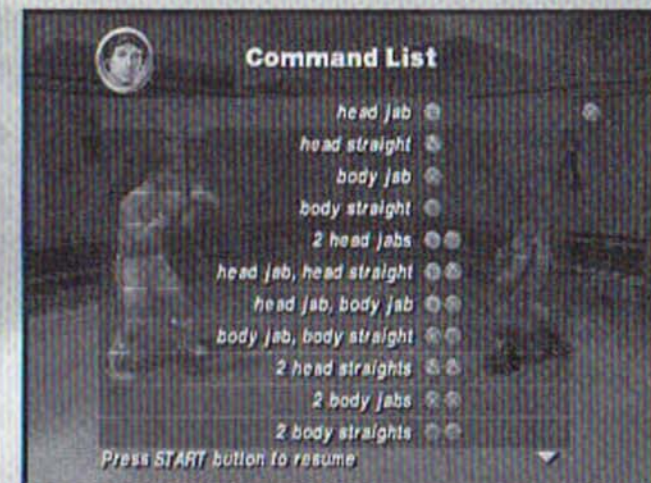 Command List
head jab
head straight
body jab
body straight
2 head jabs
head jab, head straight
head jab, body jab
body jab, body straight
2 head straights
2 body jabs
2 body straights
Press START button to resume